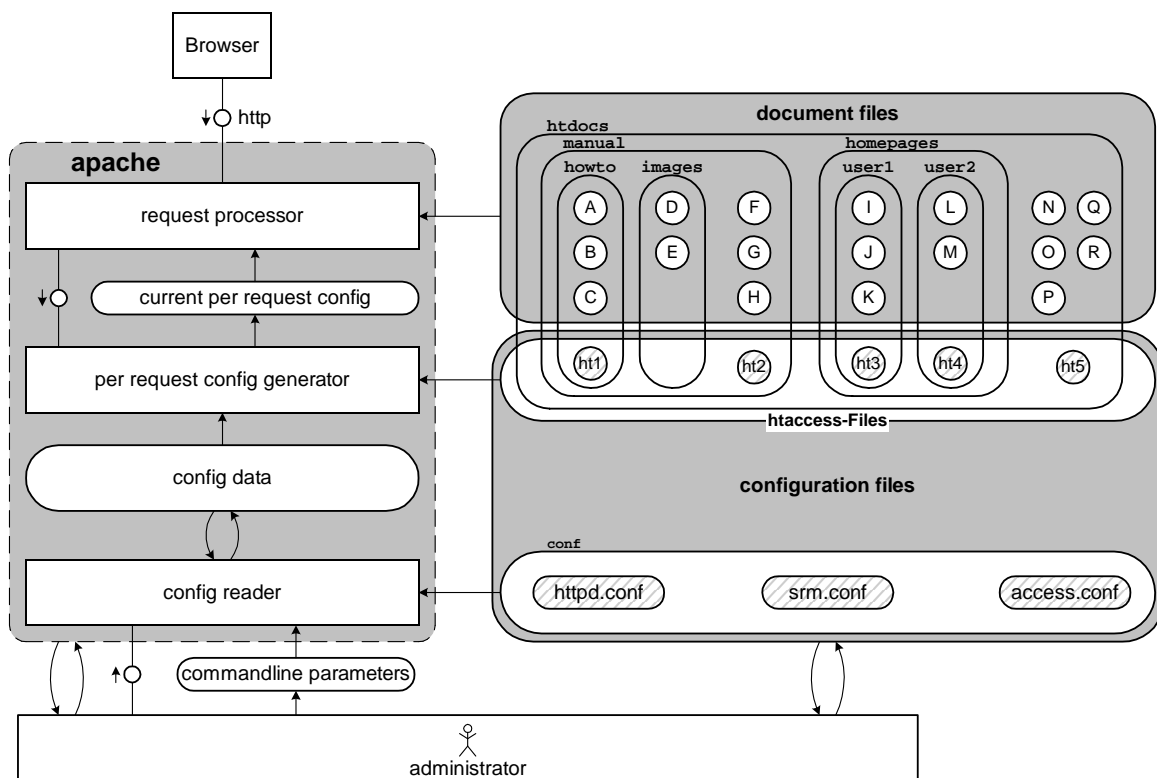 Browser
http
document files
htdocs
apache
manual
homepages
howto
images
user1
user2
request processor
A
D
F
I
L
N
Q
B
E
G
J
M
O
R
current per request config
C
H
K
P
per request config generator
ht1
ht2
ht3
ht4
ht5
htaccess-Files
config data
configuration files
conf
config reader
httpd.conf
srm.conf
access.conf
commandline parameters
administrator